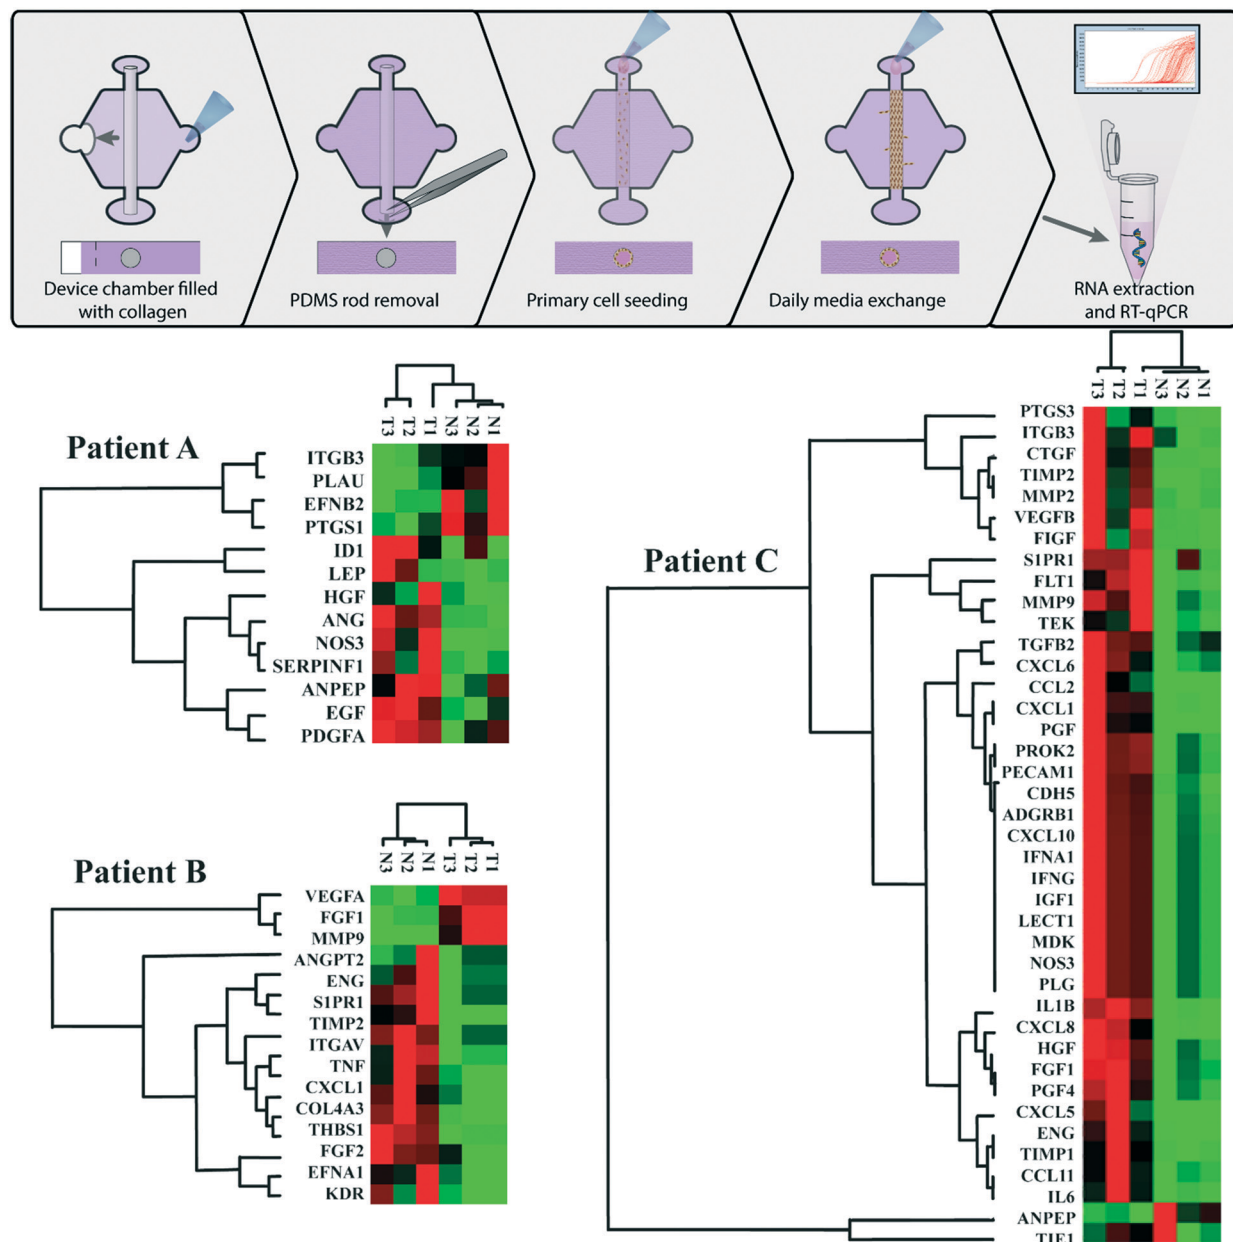 Device chamber filled
with collagen
PDMS rod removal
Primary cell seeding
Daily media exchange
RNA extraction
and RT-qPCR
Patient A
T3 T2 T1 N3 N2 N1
ITGB3
PLAU
EFNB2
PTGS1
ID1
LEP
HGF
ANG
NOS3
SERPINF1
ANPEP
EGF
PDGFA
Patient B
N3 N2 N1 T3 T2 T1
VEGFA
FGF1
MMP9
ANGPT2
ENG
S1PR1
TIMP2
ITGAV
TNF
CXCL1
COL4A3
THBS1
FGF2
EFNA1
KDR
Patient C
T3 T2 T1 N3 N2 N1
PTGS3
ITGB3
CTGF
TIMP2
MMP2
VEGFB
FIGF
S1PR1
FLT1
MMP9
TEK
TGFB2
CXCL6
CCL2
CXCL1
PGF
PROK2
PECAM1
CDH5
ADGRB1
CXCL10
IFNA1
IFNG
IGF1
LECT1
MDK
NOS3
PLG
IL1B
CXCL8
HGF
FGF1
PGF4
CXCL5
ENG
TIMP1
CCL11
IL6
ANPEP
TIE1